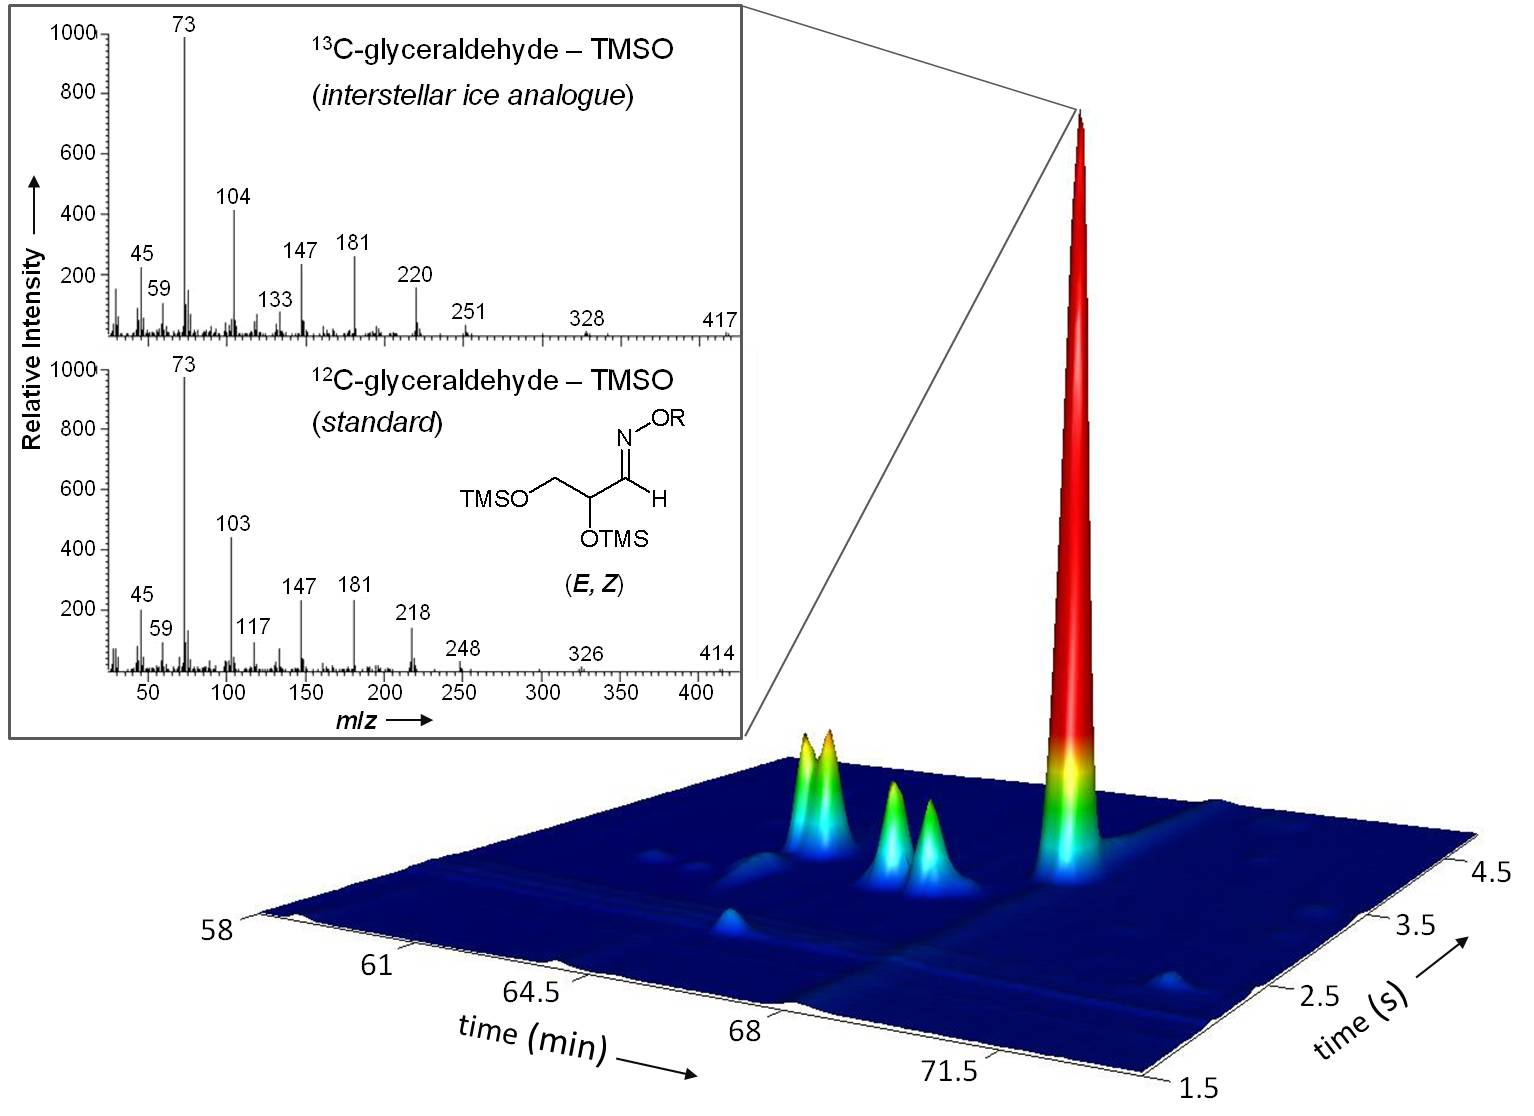 1000
800
600
400
200
73
104
45
59
133
147
181
220
251
328
417
¹³C-glyceraldehyde – TMSO
(interstellar ice analogue)
Relative Intensity
1000
800
600
400
200
73
103
45
59
117
147
181
218
248
326
414
¹²C-glyceraldehyde – TMSO
(standard)
OR
N
H
TMSO
OTMS
(E, Z)
50 100 150 200 250 300 350 400
m/z
58
61
64.5
68
71.5
time (min)
1.5
2.5
3.5
4.5
time (s)